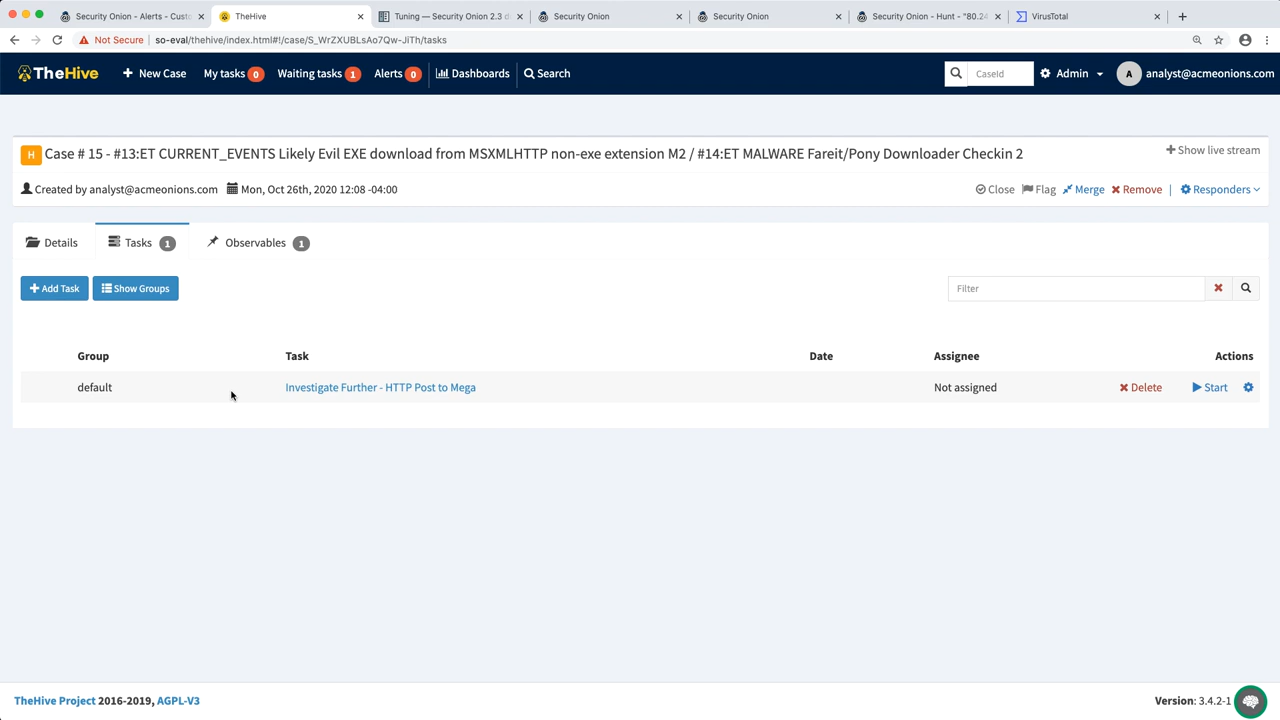 Security Onion - Alerts - Custo
TheHive
Tuning — Security Onion 2.3 d
Security Onion
Security Onion
Security Onion - Hunt - "80.24
VirusTotal
Not Secure so-eval/thehive/index.html#!/case/S_WrZXUBLsAo7Qw-JiTh/tasks
TheHive + New Case My tasks 0 Waiting tasks 1 Alerts 0 Dashboards Search CaseId Admin A analyst@acmeonions.com
H Case # 15 - #13:ET CURRENT_EVENTS Likely Evil EXE download from MSXMLHTTP non-exe extension M2 / #14:ET MALWARE Fareit/Pony Downloader Checkin 2
+ Show live stream
Created by analyst@acmeonions.com Mon, Oct 26th, 2020 12:08 -04:00
Close Flag Merge Remove | Responders
Details Tasks 1 Observables 1
+ Add Task Show Groups Filter
Group Task Date Assignee Actions
default Investigate Further - HTTP Post to Mega Not assigned Delete Start
TheHive Project 2016-2019, AGPL-V3 Version: 3.4.2-1